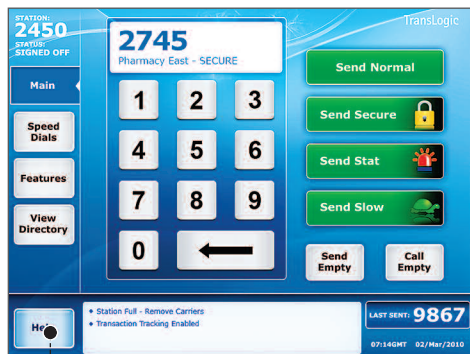 STATION:
2450
STATUS:
SIGNED OFF
TransLogic
2745
Pharmacy East - SECURE
Main
Speed
Dials
Features
View
Directory
1 2 3
4 5 6
7 8 9
0
Send Normal
Send Secure
Send Stat
Send Slow
Send
Empty
Call
Empty
• Station Full - Remove Carriers
• Transaction Tracking Enabled
LAST SENT: 9867
07:14GMT 02/Mar/2010